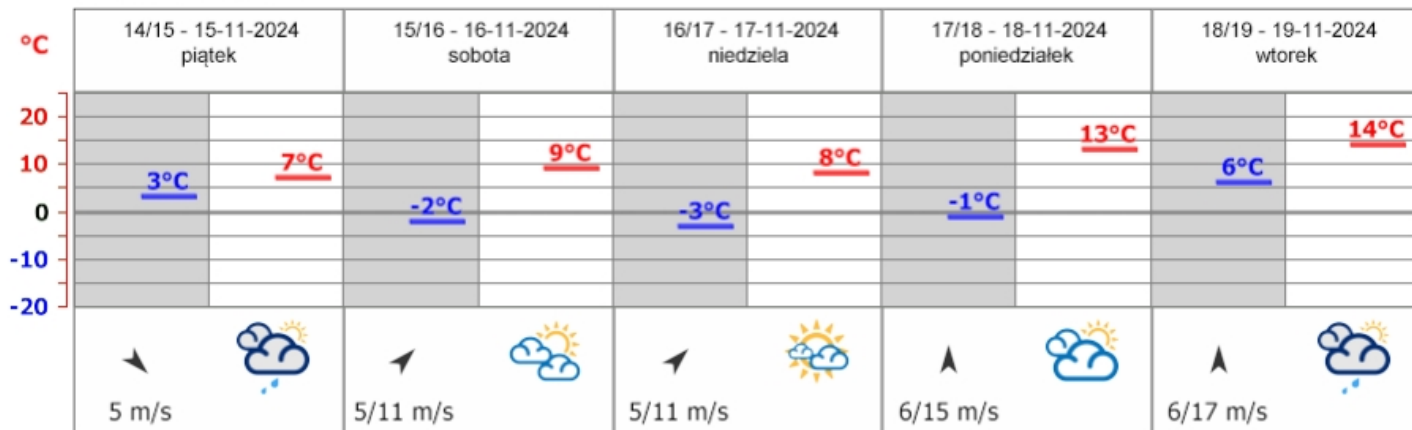 °C
14/15 - 15-11-2024
piątek
15/16 - 16-11-2024
sobota
16/17 - 17-11-2024
niedziela
17/18 - 18-11-2024
poniedziałek
18/19 - 19-11-2024
wtorek
20
10
0
-10
-20
3°C
7°C
-2°C
9°C
-3°C
8°C
-1°C
13°C
6°C
14°C
5 m/s
5/11 m/s
5/11 m/s
6/15 m/s
6/17 m/s